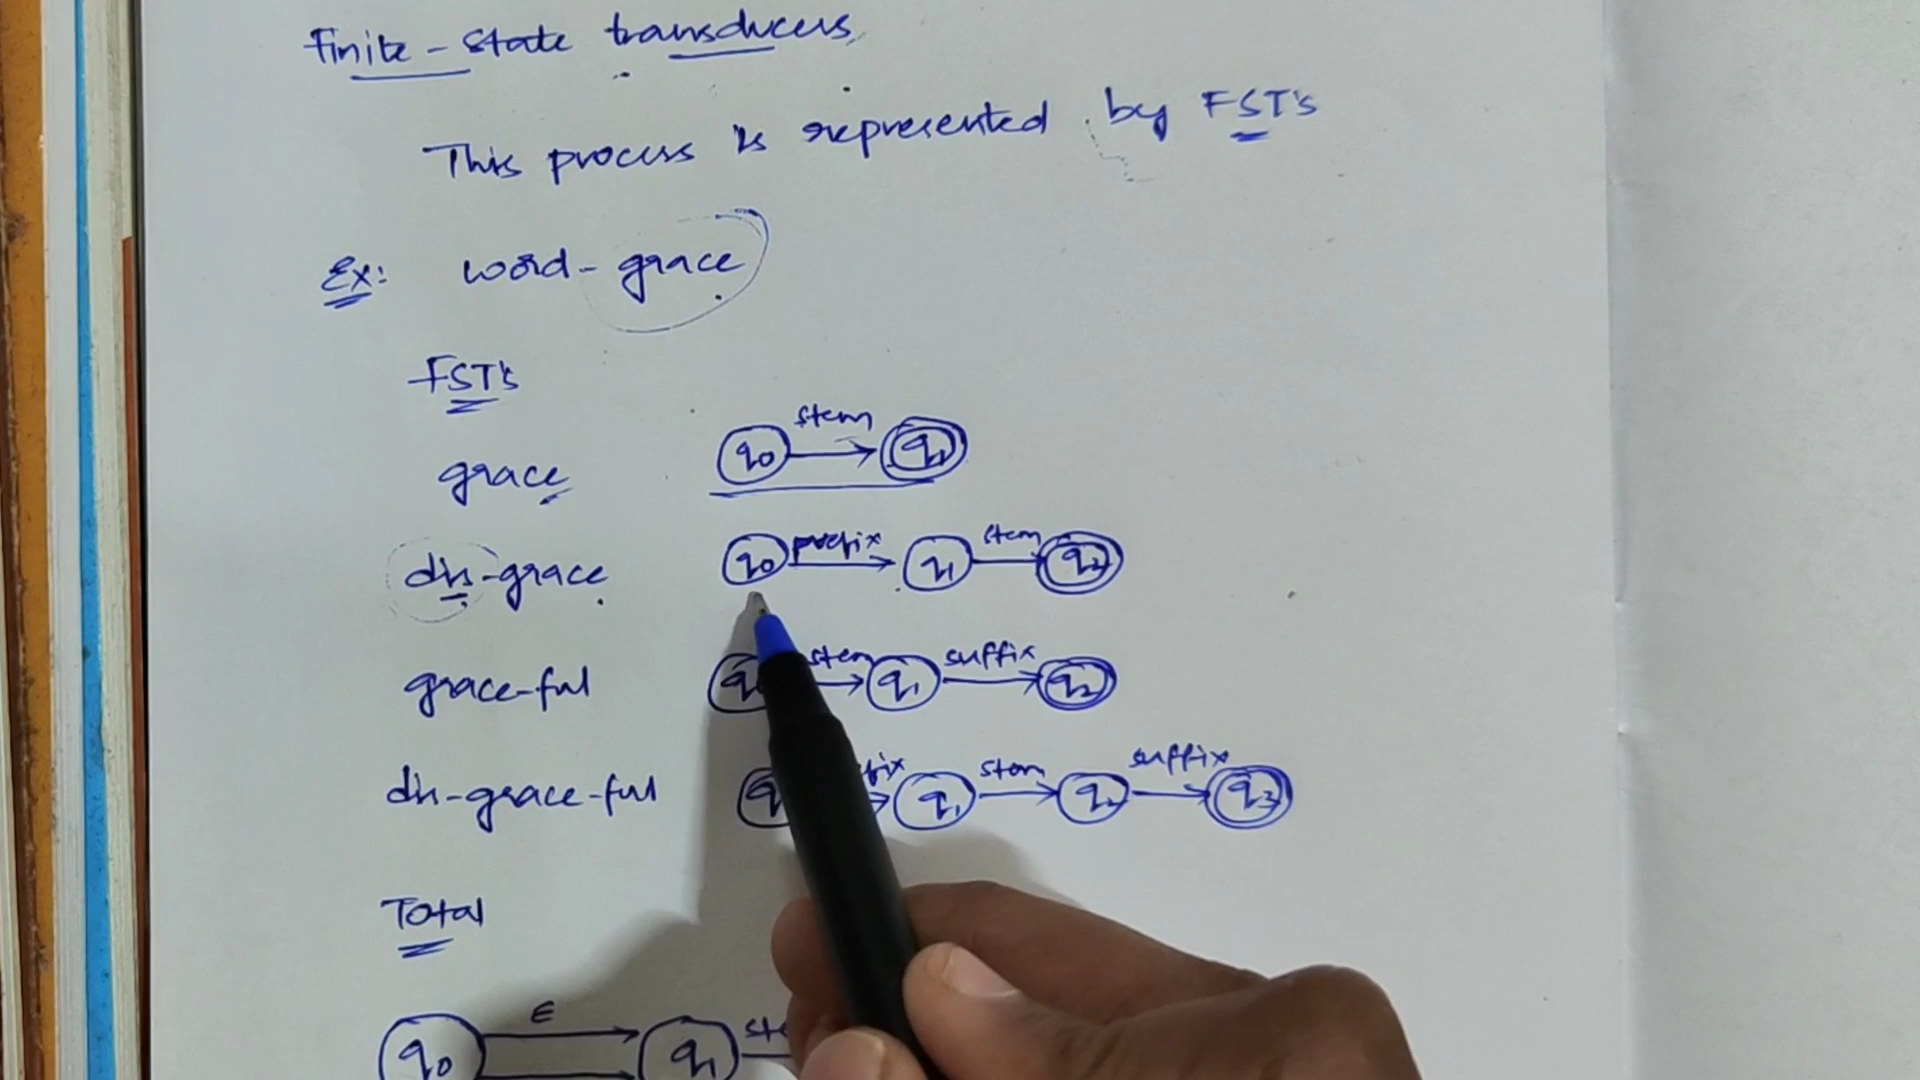 Finite-state transducers
This process is represented by FST's
Ex: word-grace
FST's
grace q0 stem q1
dis-grace q0 prefix q1 stem q2
grace-ful stem q1 suffix q2
dis-grace-ful q1 stem q2 suffix q3
Total
q0 ε q1